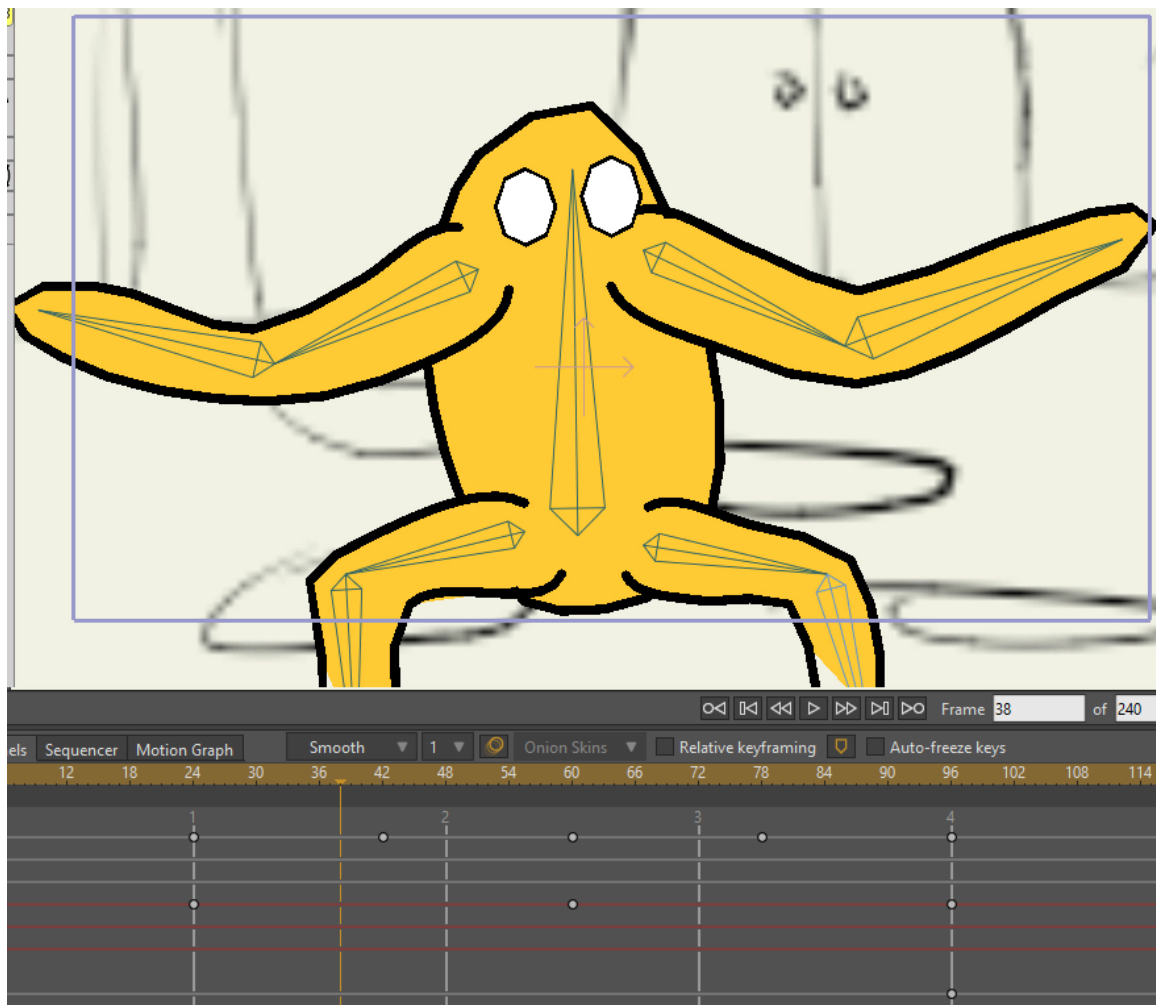 Frame 38 of 240
els Sequencer Motion Graph Smooth 1 Onion Skins Relative keyframing Auto-freeze keys
12 18 24 30 36 42 48 54 60 66 72 78 84 90 96 102 108 114
1 2 3 4